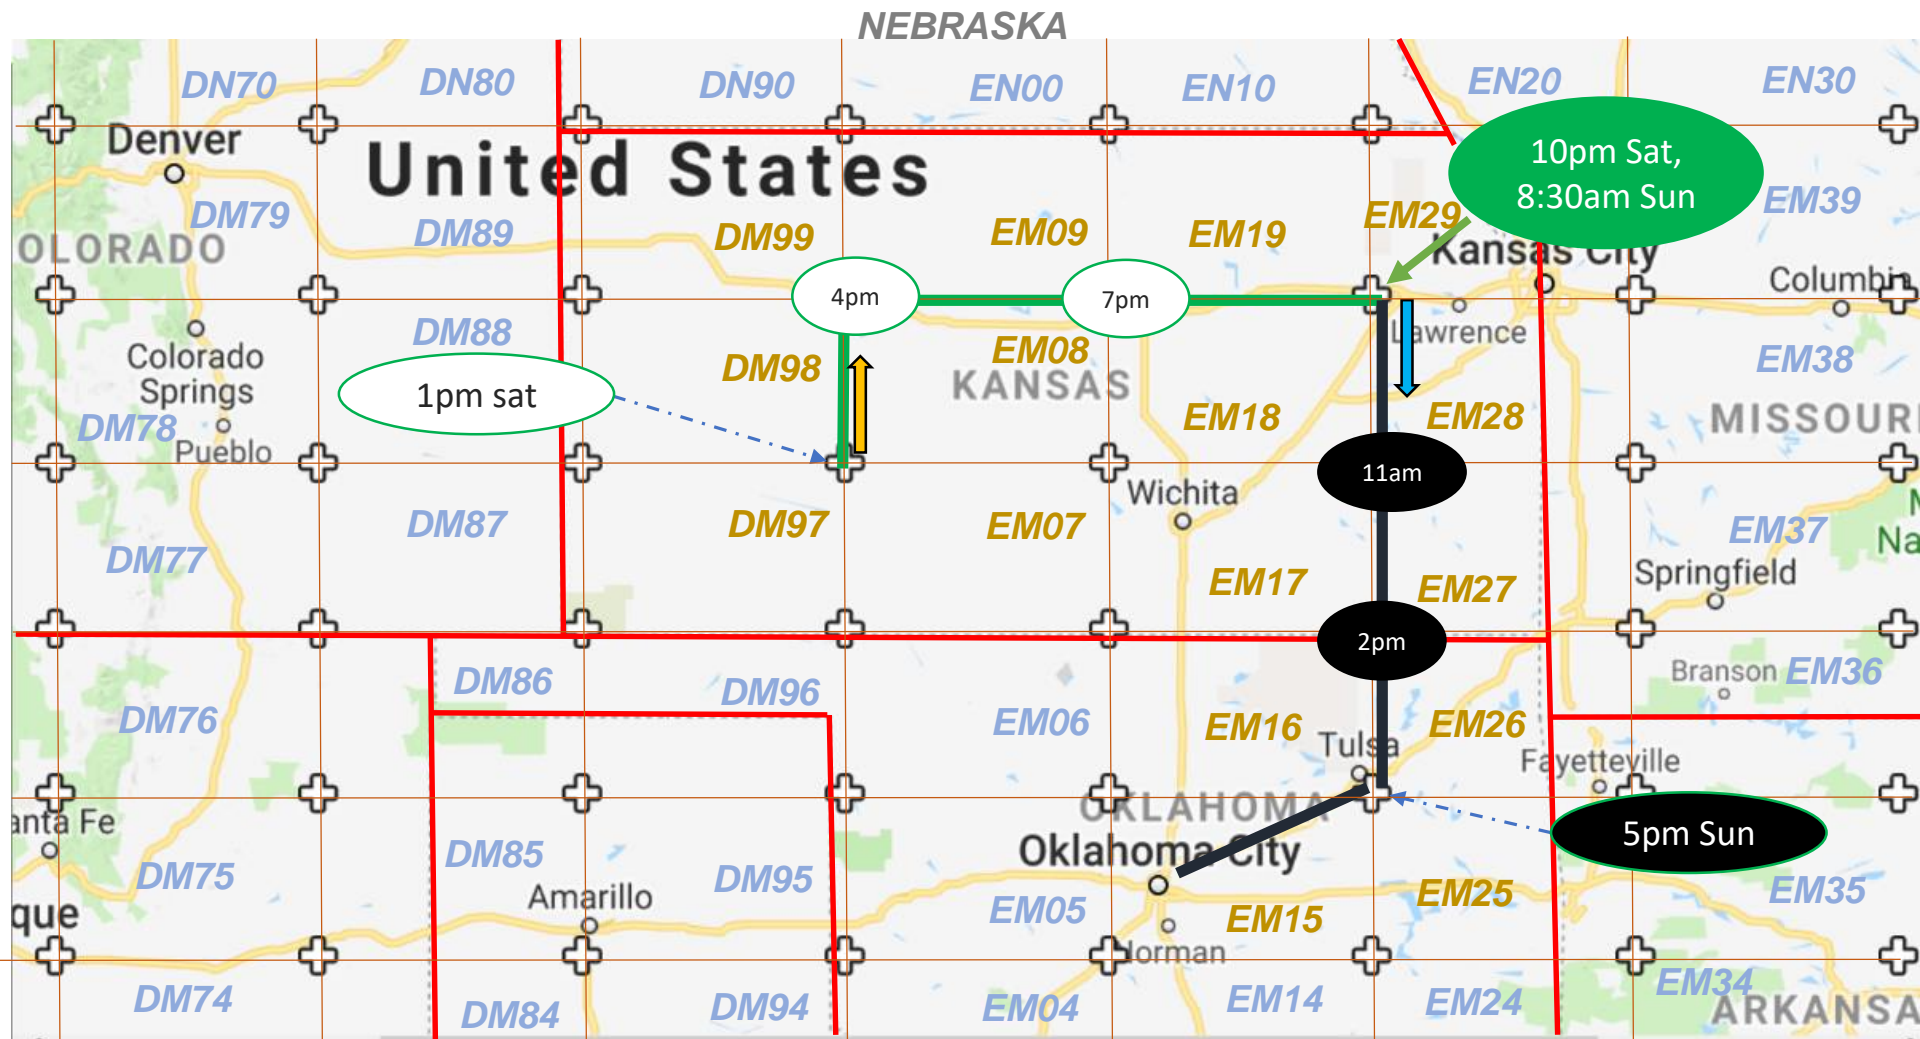 NEBRASKA
DN70
DN80
DN90
EN00
EN10
EN20
EN30
Denver
United States
10pm Sat,
8:30am Sun
DM79
DM89
DM99
EM09
EM19
EM29
EM39
OLORADO
Kansas City
Columbia
4pm
7pm
Colorado
Springs
DM88
DM98
EM08
Lawrence
EM38
1pm sat
KANSAS
DM78
Pueblo
EM18
EM28
MISSOURI
11am
Wichita
DM77
DM87
DM97
EM07
EM37
Na
EM17
EM27
Springfield
2pm
DM76
DM86
DM96
EM06
EM16
EM26
Branson
EM36
Tulsa
Fayetteville
anta Fe
OKLAHOMA
5pm Sun
Oklahoma City
DM75
DM85
DM95
EM05
EM15
EM25
EM35
que
Amarillo
Norman
DM74
DM84
DM94
EM04
EM14
EM24
EM34
ARKANSA